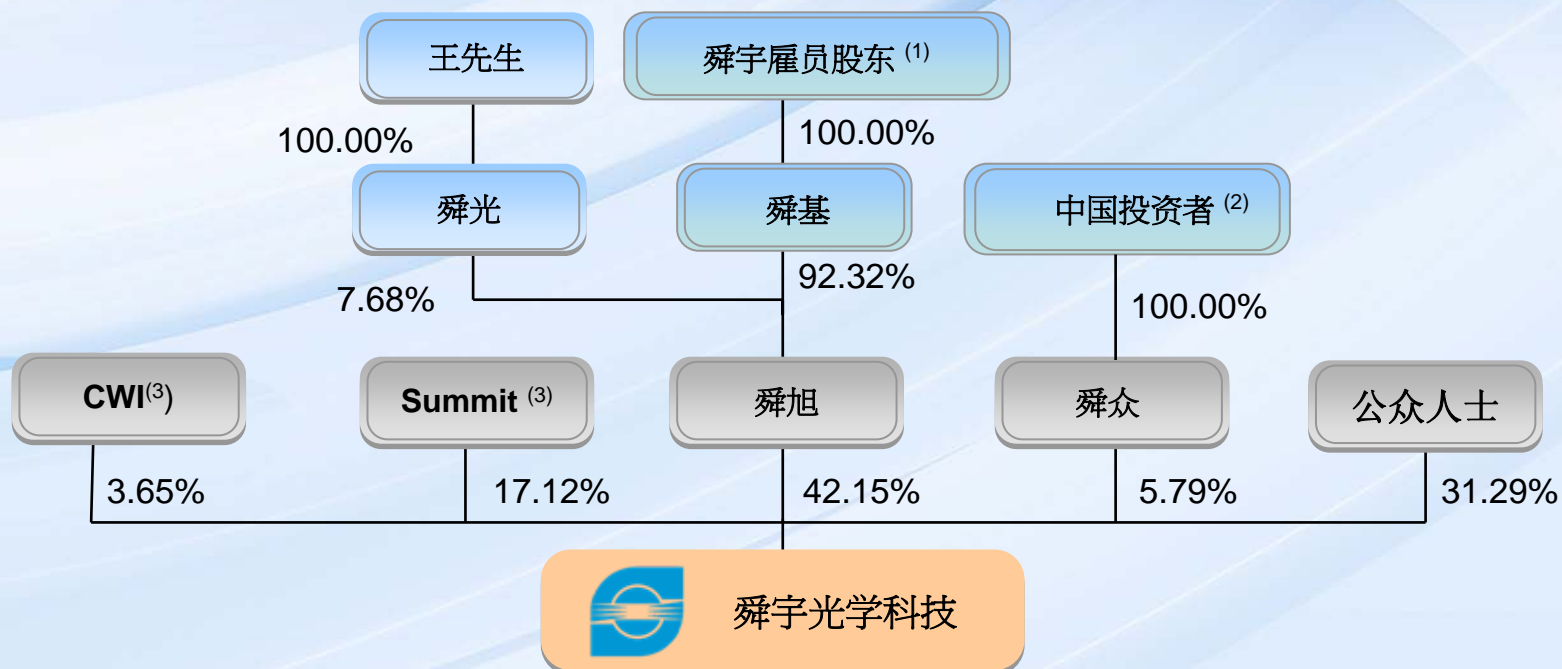 王先生
舜宇雇员股东 (1)
100.00%
100.00%
舜光
舜基
中国投资者 (2)
7.68%
92.32%
100.00%
CWI(3)
Summit (3)
舜旭
舜众
公众人士
3.65%
17.12%
42.15%
5.79%
31.29%
舜宇光学科技